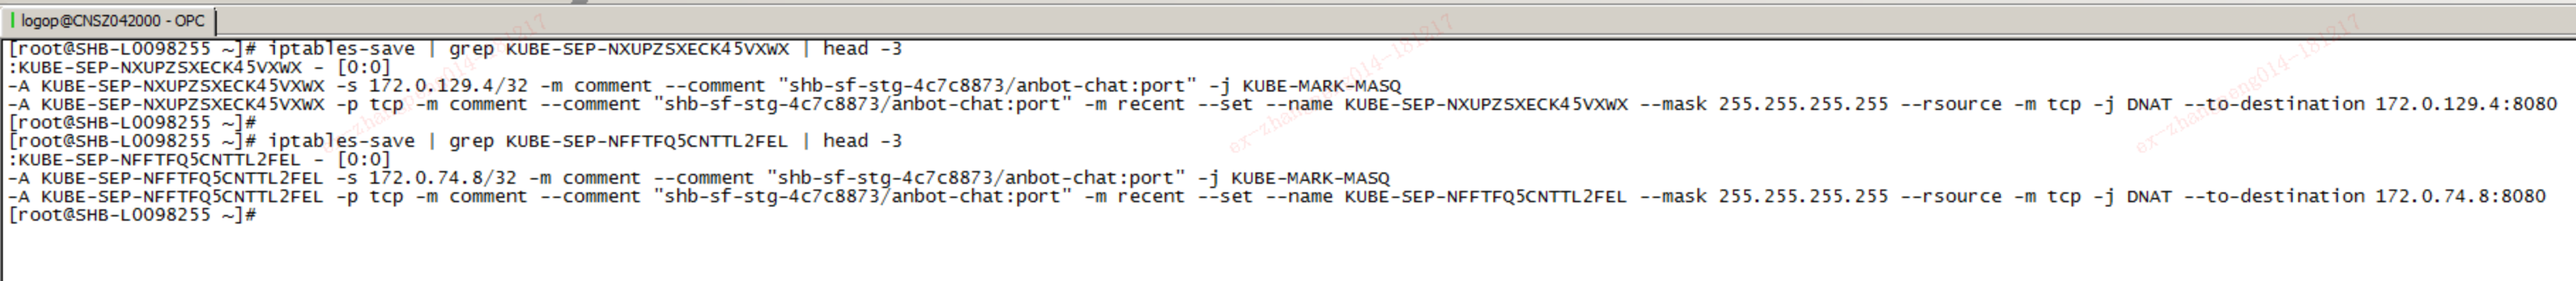 logop@CNSZ042000 - OPC
[root@SHB-L0098255 ~]# iptables-save | grep KUBE-SEP-NXUPZSXECK45VXWX | head -3
:KUBE-SEP-NXUPZSXECK45VXWX - [0:0]
-A KUBE-SEP-NXUPZSXECK45VXWX -s 172.0.129.4/32 -m comment --comment "shb-sf-stg-4c7c8873/anbot-chat:port" -j KUBE-MARK-MASQ
-A KUBE-SEP-NXUPZSXECK45VXWX -p tcp -m comment --comment "shb-sf-stg-4c7c8873/anbot-chat:port" -m recent --set --name KUBE-SEP-NXUPZSXECK45VXWX --mask 255.255.255.255 --rsource -m tcp -j DNAT --to-destination 172.0.129.4:8080
[root@SHB-L0098255 ~]#
[root@SHB-L0098255 ~]# iptables-save | grep KUBE-SEP-NFFTFQ5CNTTL2FEL | head -3
:KUBE-SEP-NFFTFQ5CNTTL2FEL - [0:0]
-A KUBE-SEP-NFFTFQ5CNTTL2FEL -s 172.0.74.8/32 -m comment --comment "shb-sf-stg-4c7c8873/anbot-chat:port" -j KUBE-MARK-MASQ
-A KUBE-SEP-NFFTFQ5CNTTL2FEL -p tcp -m comment --comment "shb-sf-stg-4c7c8873/anbot-chat:port" -m recent --set --name KUBE-SEP-NFFTFQ5CNTTL2FEL --mask 255.255.255.255 --rsource -m tcp -j DNAT --to-destination 172.0.74.8:8080
[root@SHB-L0098255 ~]#